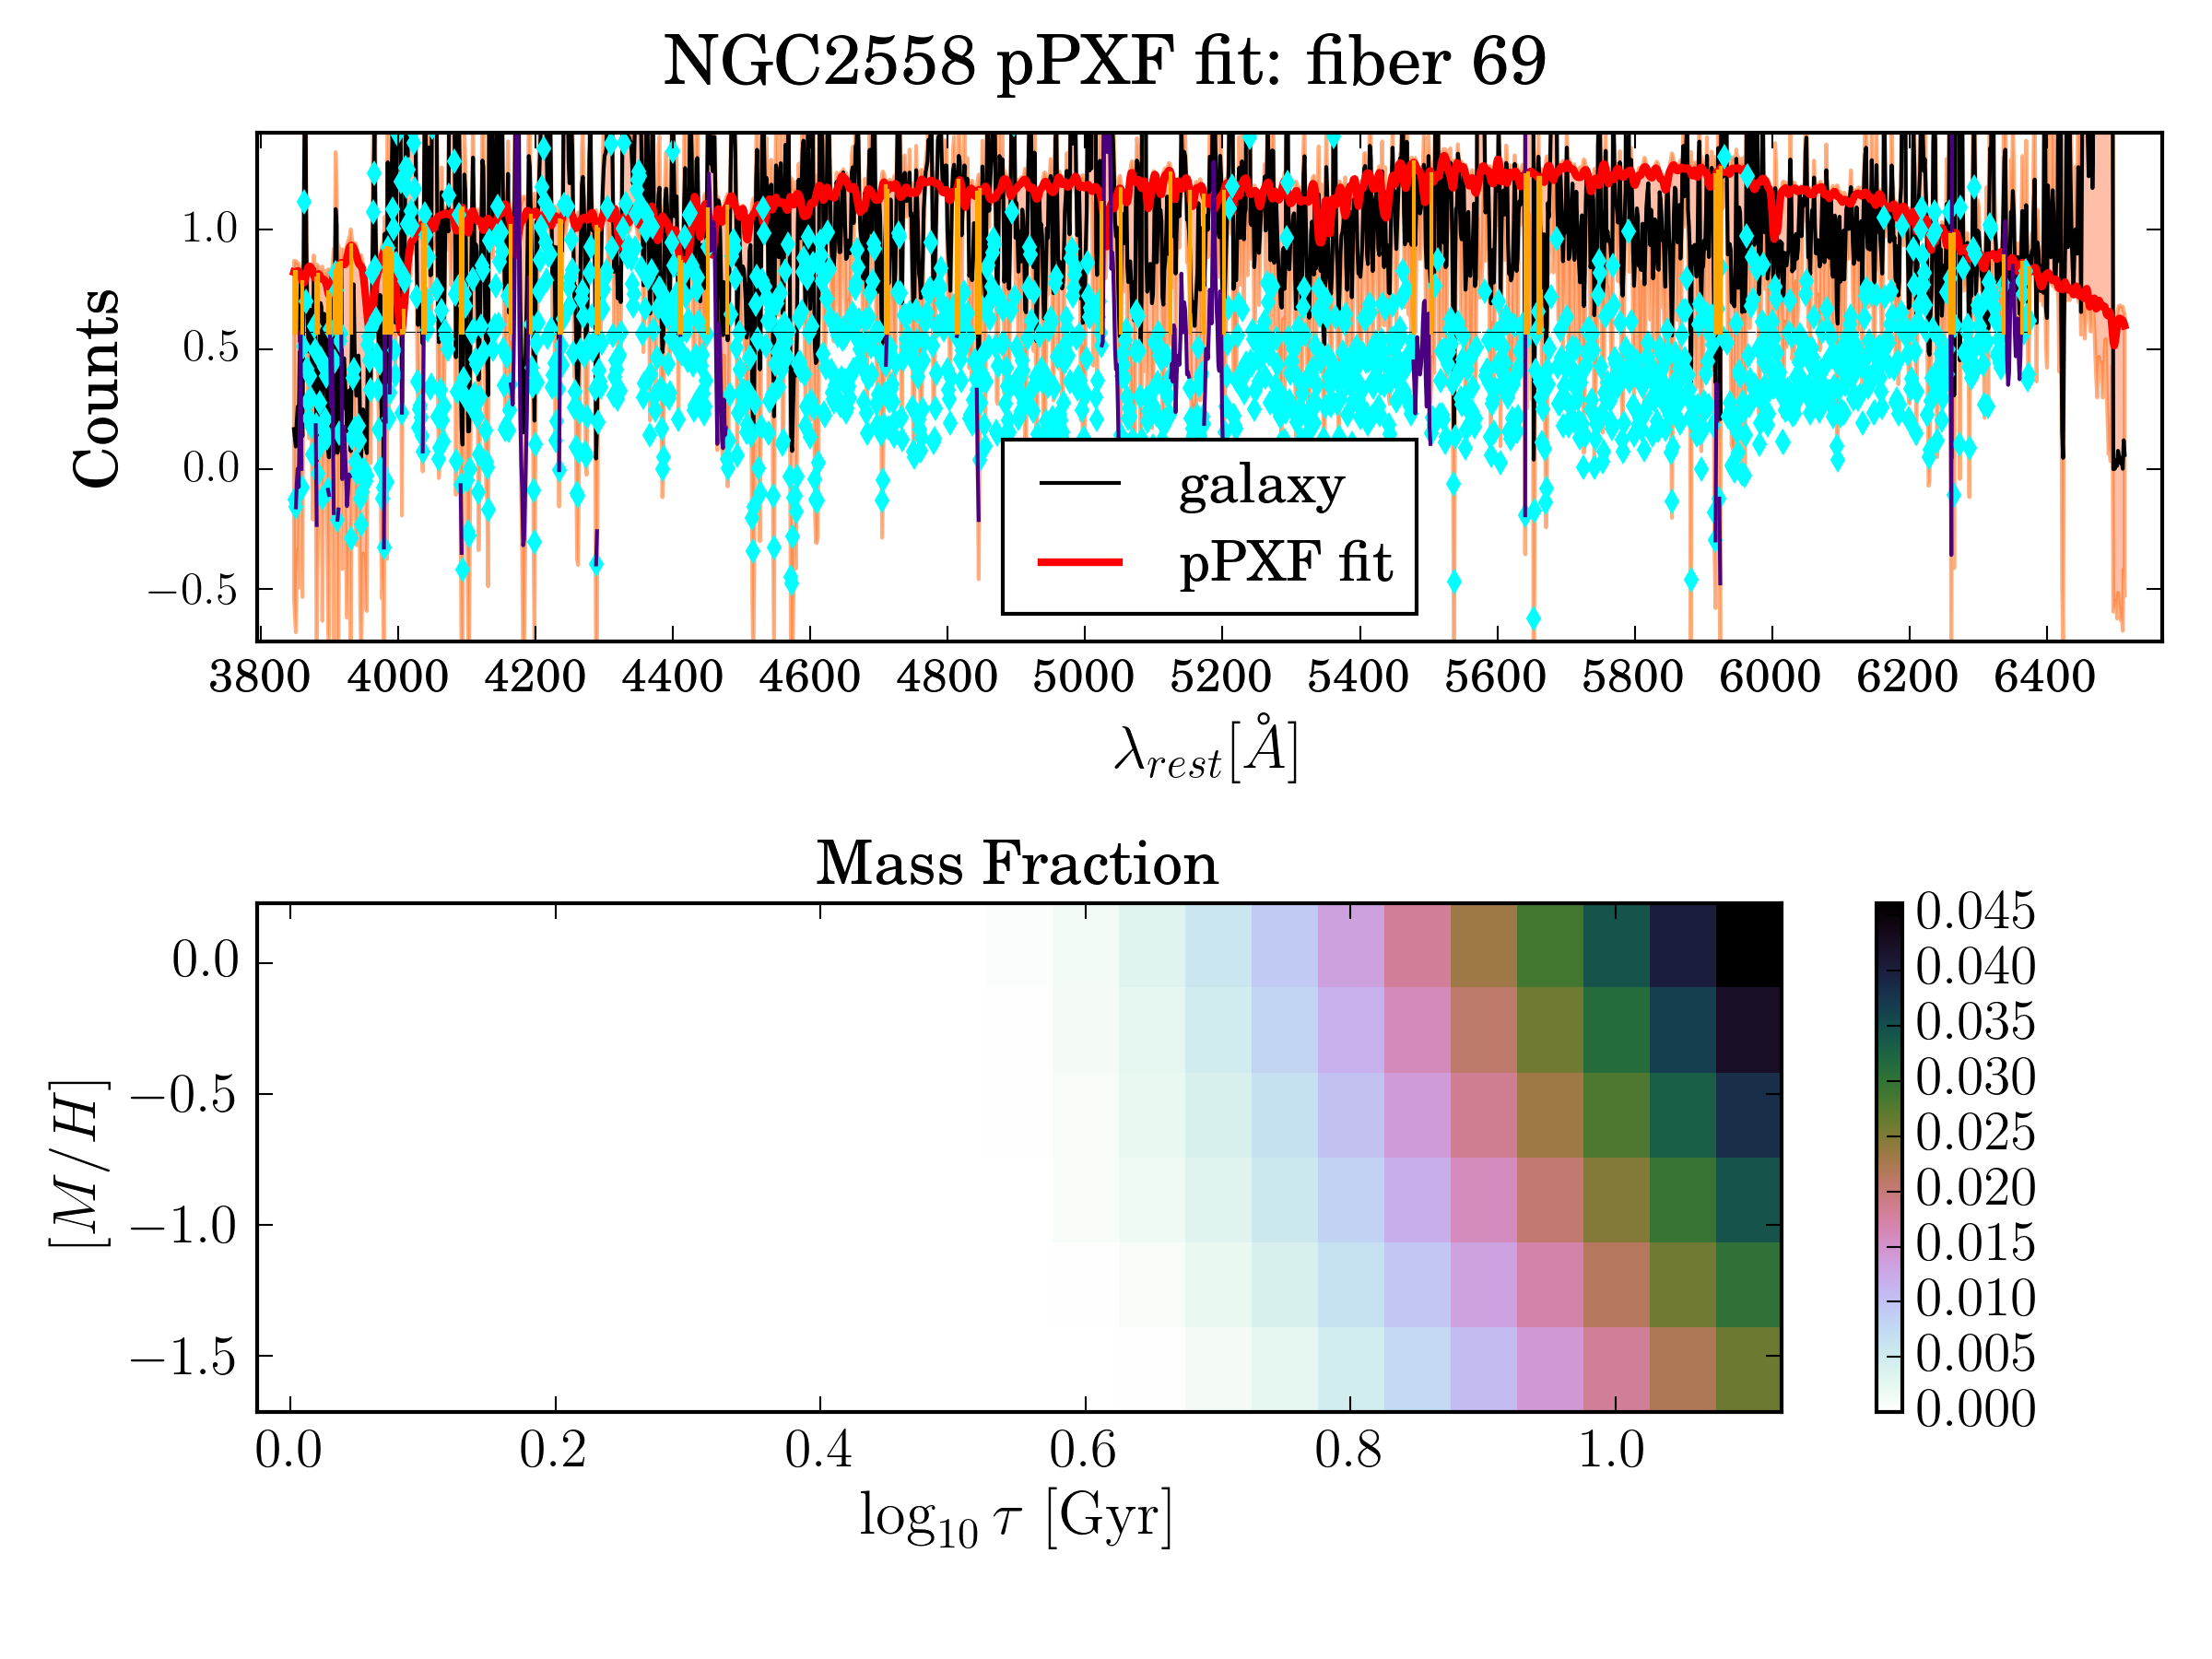 NGC2558 pPXF fit: fiber 69
Counts
1.0
0.5
0.0
−0.5
galaxy
pPXF fit
3800 4000 4200 4400 4600 4800 5000 5200 5400 5600 5800 6000 6200 6400
λrest[Å]
Mass Fraction
[M/H]
0.0
−0.5
−1.0
−1.5
0.0 0.2 0.4 0.6 0.8 1.0
log10 τ [Gyr]
0.045
0.040
0.035
0.030
0.025
0.020
0.015
0.010
0.005
0.000